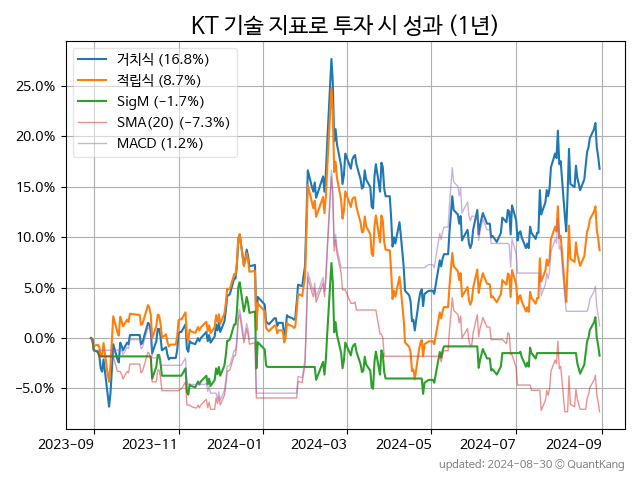 KT 기술 지표로 투자 시 성과 (1년)
거치식 (16.8%)
적립식 (8.7%)
SigM (−1.7%)
SMA(20) (−7.3%)
MACD (1.2%)
25.0%
20.0%
15.0%
10.0%
5.0%
0.0%
−5.0%
2023-09 2023-11 2024-01 2024-03 2024-05 2024-07 2024-09
updated: 2024-08-30 © QuantKang